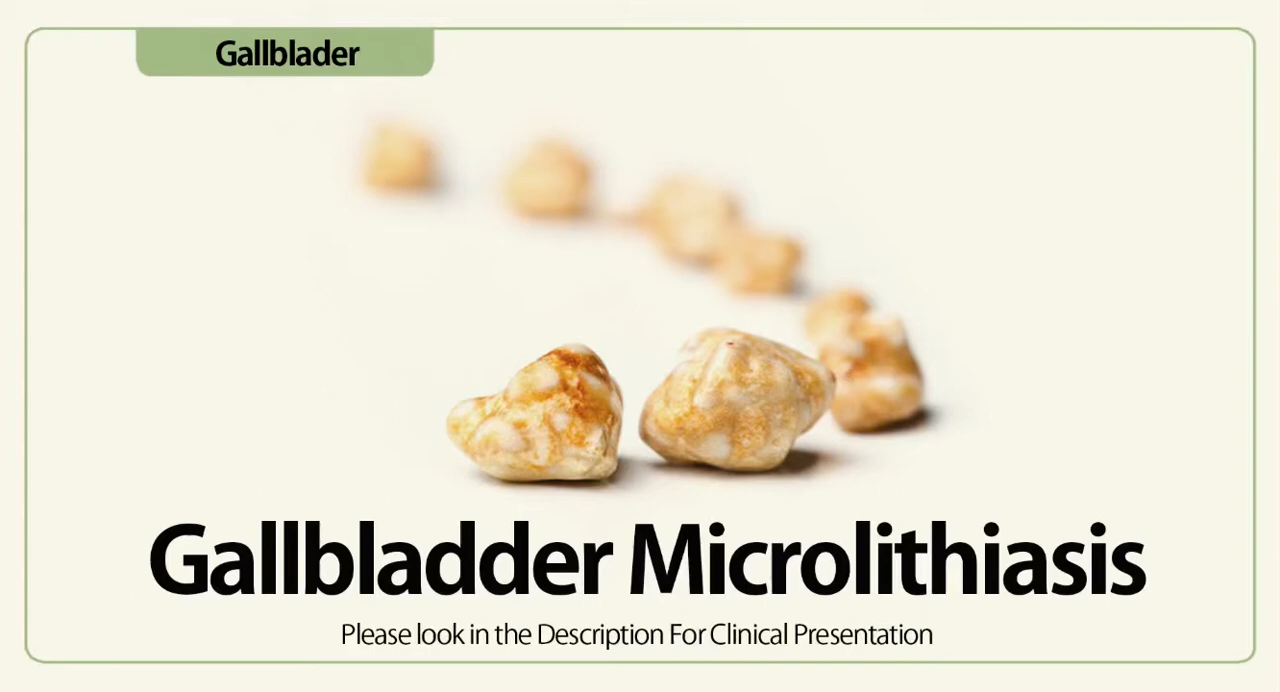 Gallblader
Gallbladder Microlithiasis
Please look in the Description For Clinical Presentation